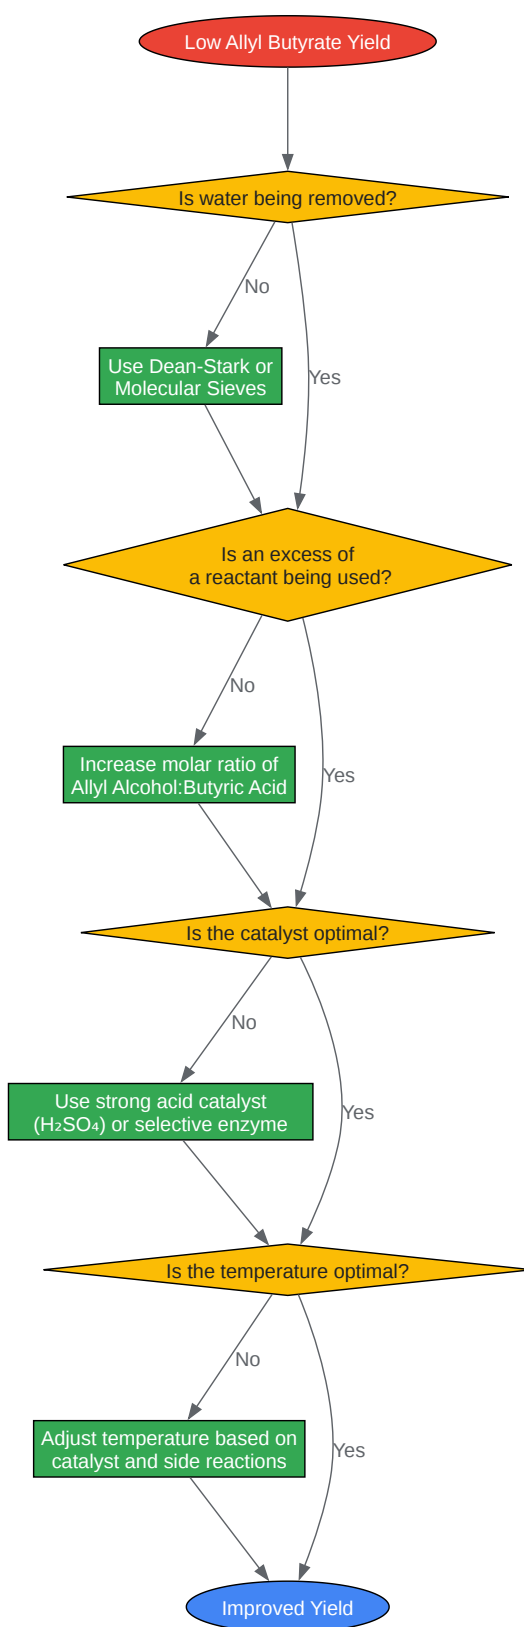 Low Allyl Butyrate Yield
Is water being removed?
No
Use Dean-Stark or
Molecular Sieves
Yes
Is an excess of
a reactant being used?
No
Increase molar ratio of
Allyl Alcohol:Butyric Acid
Yes
Is the catalyst optimal?
No
Use strong acid catalyst
(H₂SO₄) or selective enzyme
Yes
Is the temperature optimal?
No
Adjust temperature based on
catalyst and side reactions
Yes
Improved Yield